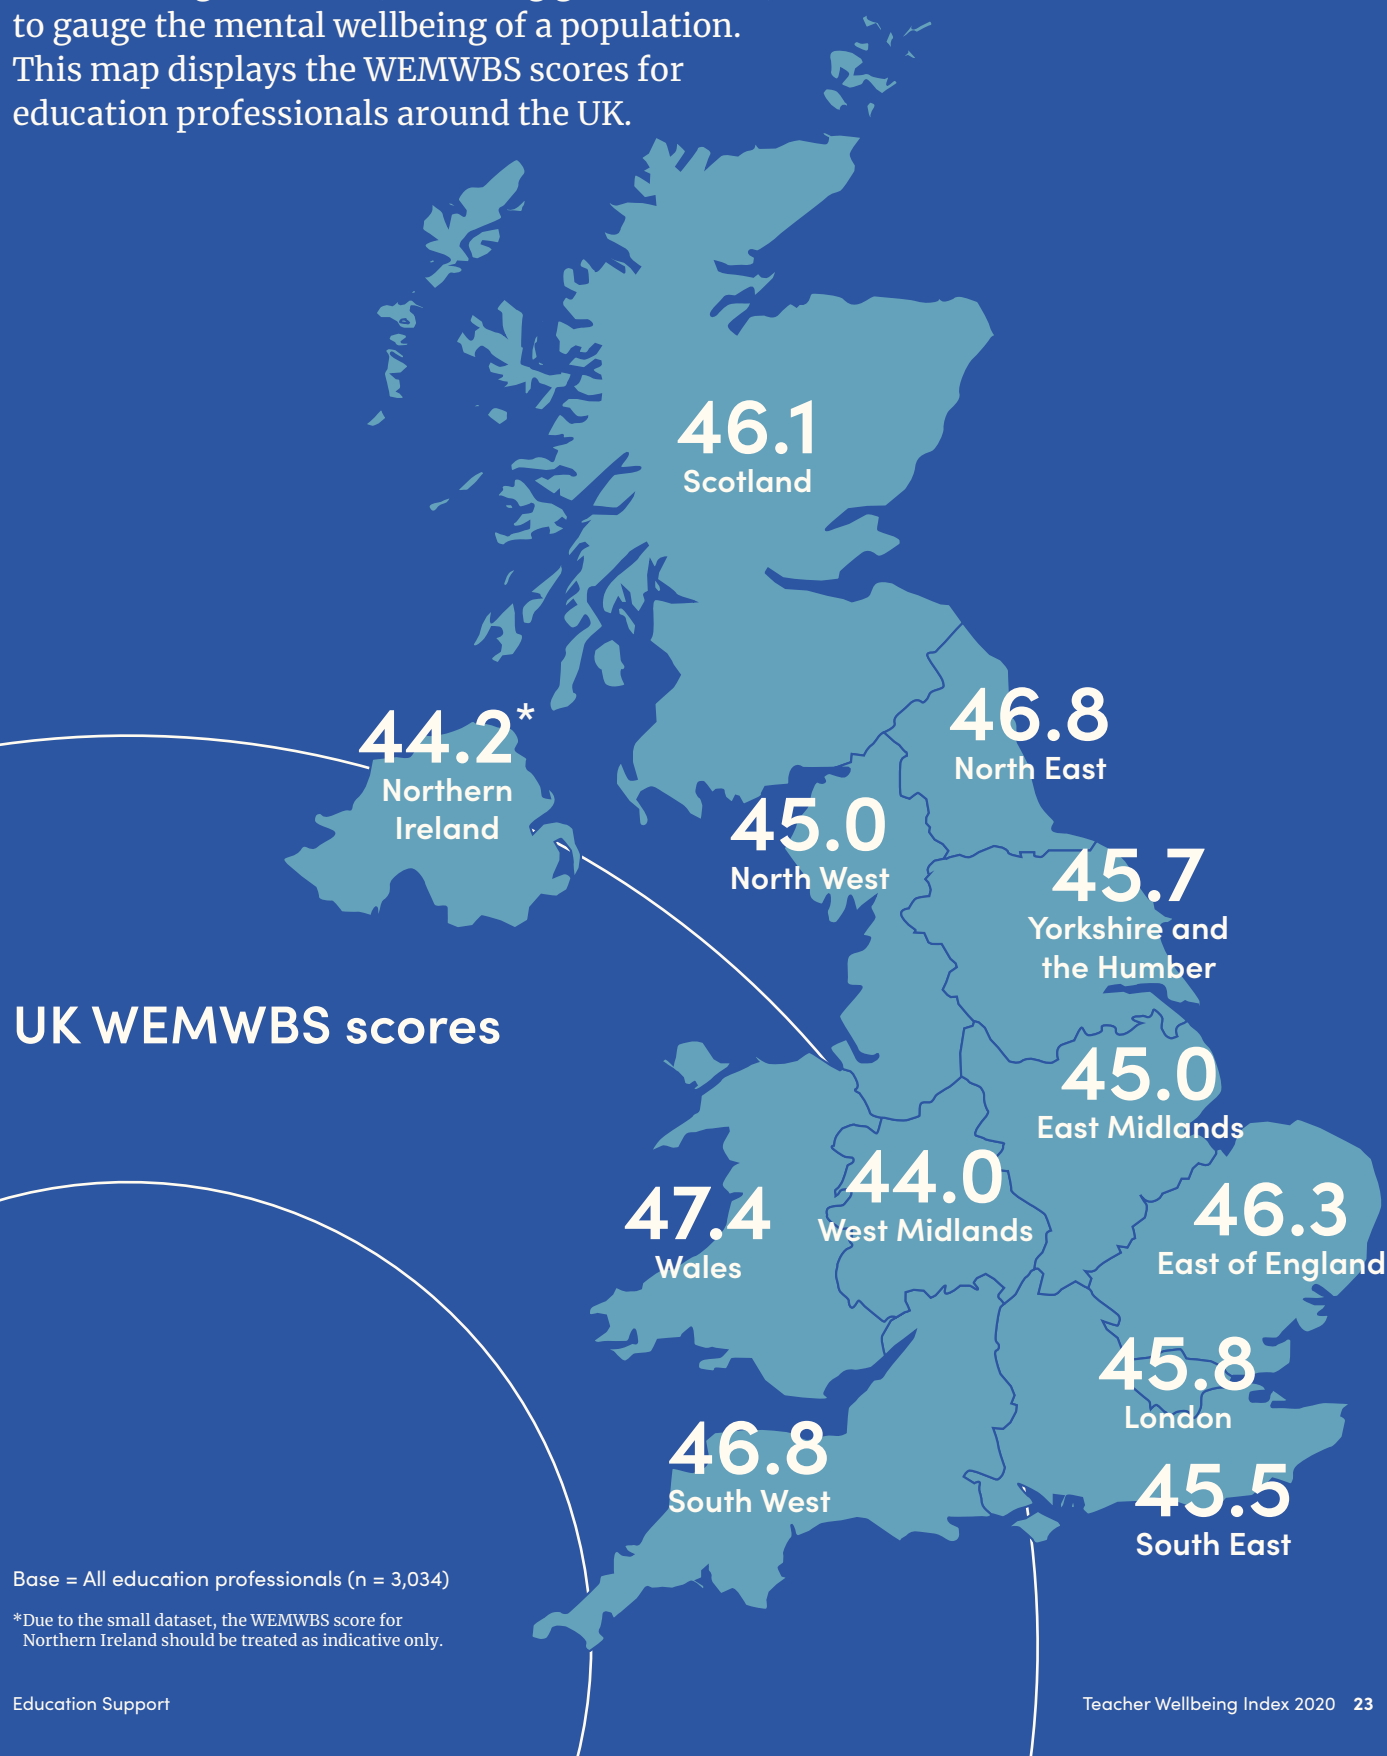 to gauge the mental wellbeing of a population.
This map displays the WEMWBS scores for
education professionals around the UK.
46.1
Scotland
44.2*
Northern
Ireland
46.8
North East
45.0
North West
45.7
Yorkshire and
the Humber
UK WEMWBS scores
45.0
East Midlands
44.0
West Midlands
47.4
Wales
46.3
East of England
45.8
London
46.8
South West
45.5
South East
Base = All education professionals (n = 3,034)
*Due to the small dataset, the WEMWBS score for
Northern Ireland should be treated as indicative only.
Education Support
Teacher Wellbeing Index 2020 23